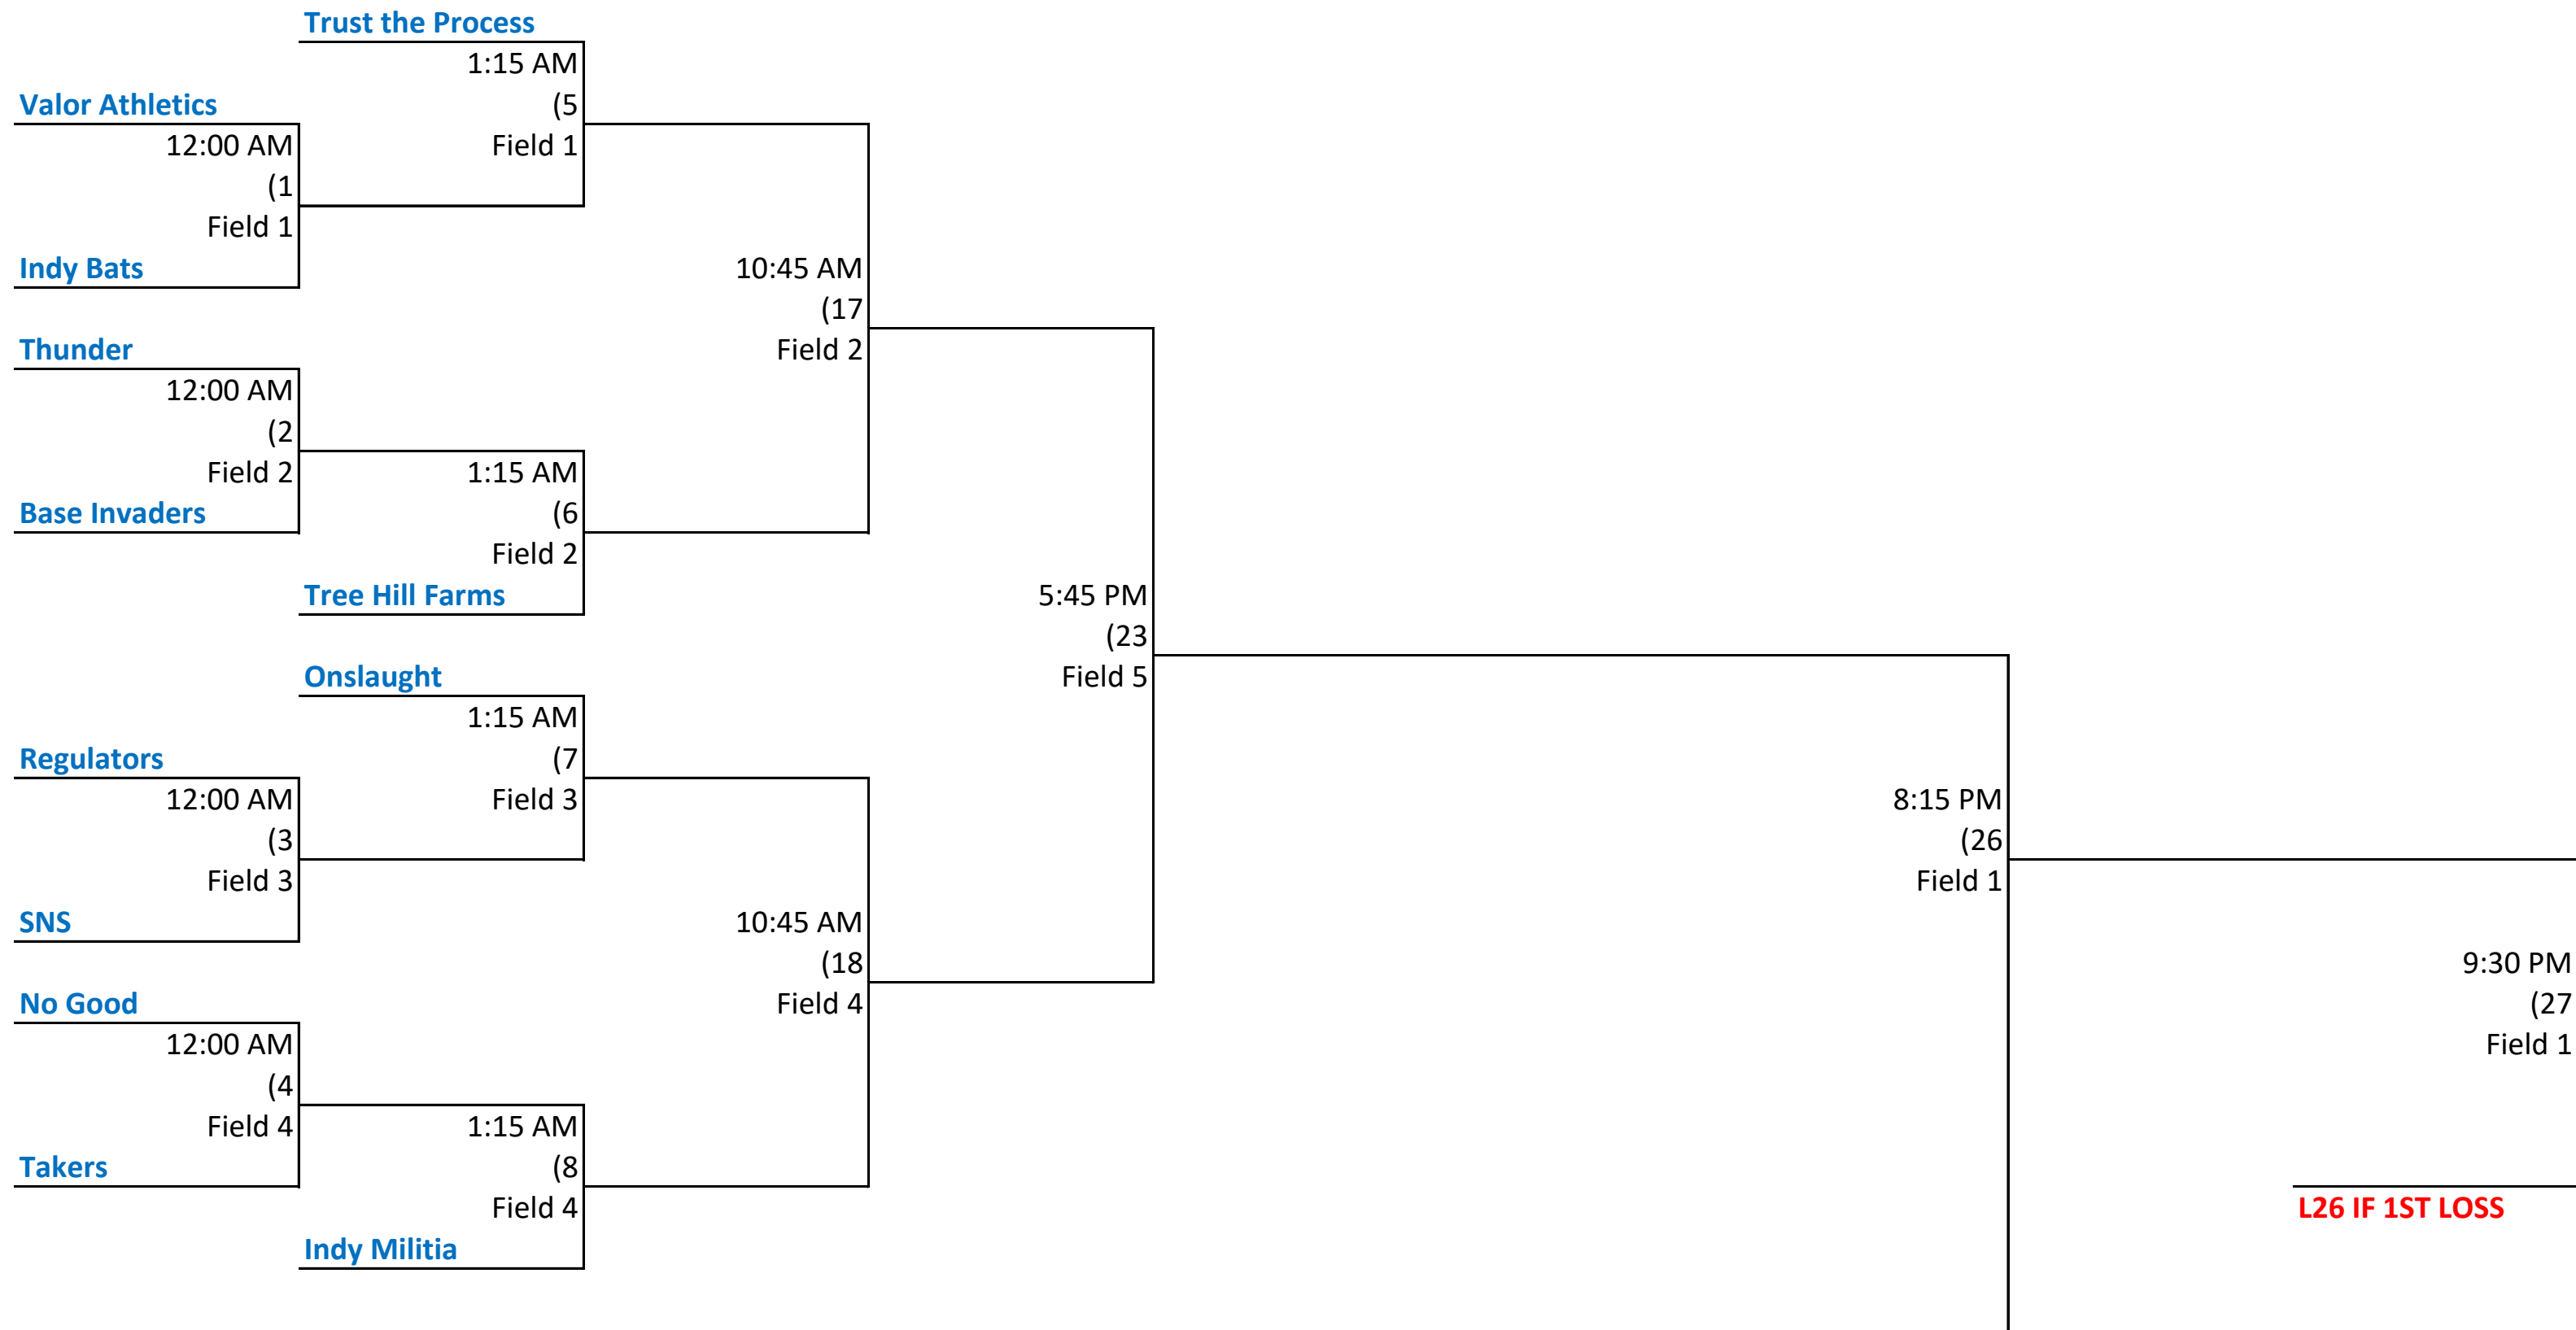 Trust the Process
1:15 AM
(5
Field 1
Valor Athletics
12:00 AM
(1
Field 1
Indy Bats
10:45 AM
(17
Field 2
Thunder
12:00 AM
(2
Field 2
Base Invaders
1:15 AM
(6
Field 2
Tree Hill Farms
5:45 PM
(23
Field 5
Onslaught
1:15 AM
(7
Field 3
Regulators
12:00 AM
(3
Field 3
SNS
8:15 PM
(26
Field 1
10:45 AM
(18
Field 4
9:30 PM
(27
Field 1
No Good
12:00 AM
(4
Field 4
Takers
1:15 AM
(8
Field 4
Indy Militia
L26 IF 1ST LOSS